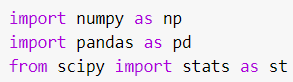 import numpy as np
import pandas as pd
from scipy import stats as st